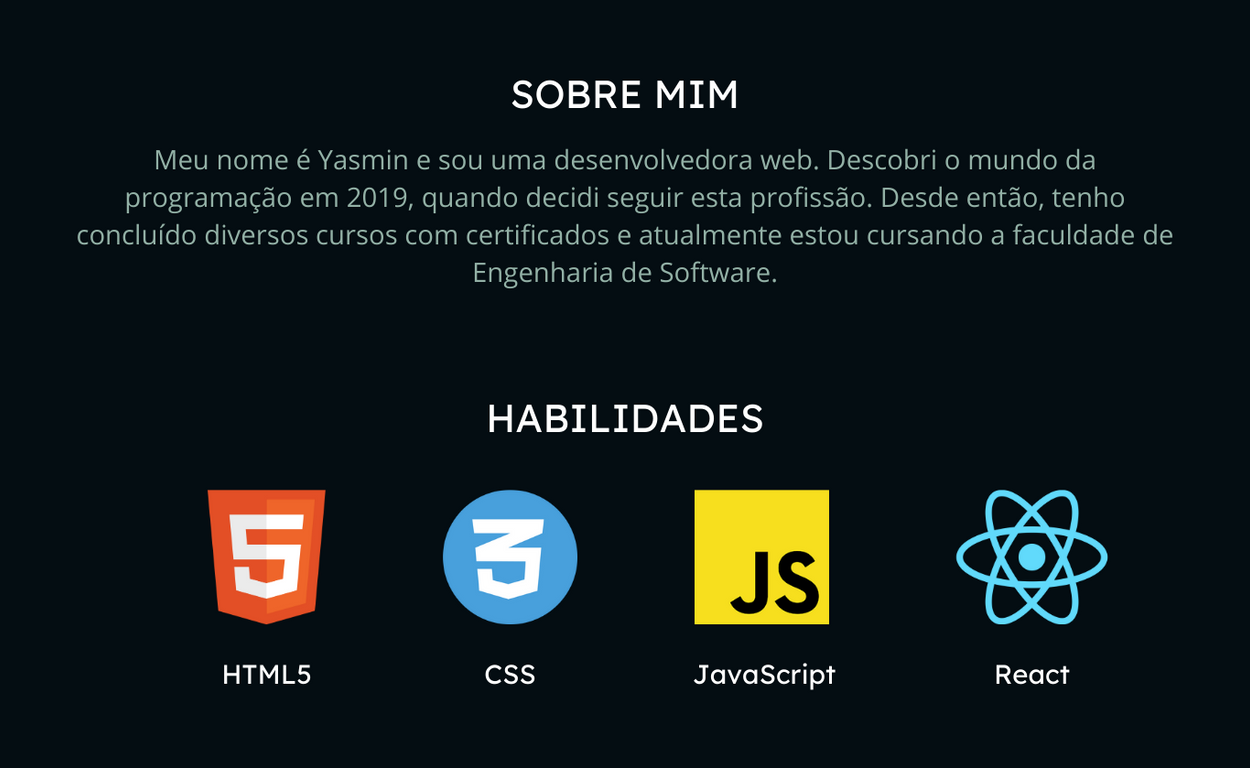 SOBRE MIM
Meu nome é Yasmin e sou uma desenvolvedora web. Descobri o mundo da
programação em 2019, quando decidi seguir esta profissão. Desde então, tenho
concluído diversos cursos com certificados e atualmente estou cursando a faculdade de
Engenharia de Software.
HABILIDADES
5
3
JS
HTML5
CSS
JavaScript
React